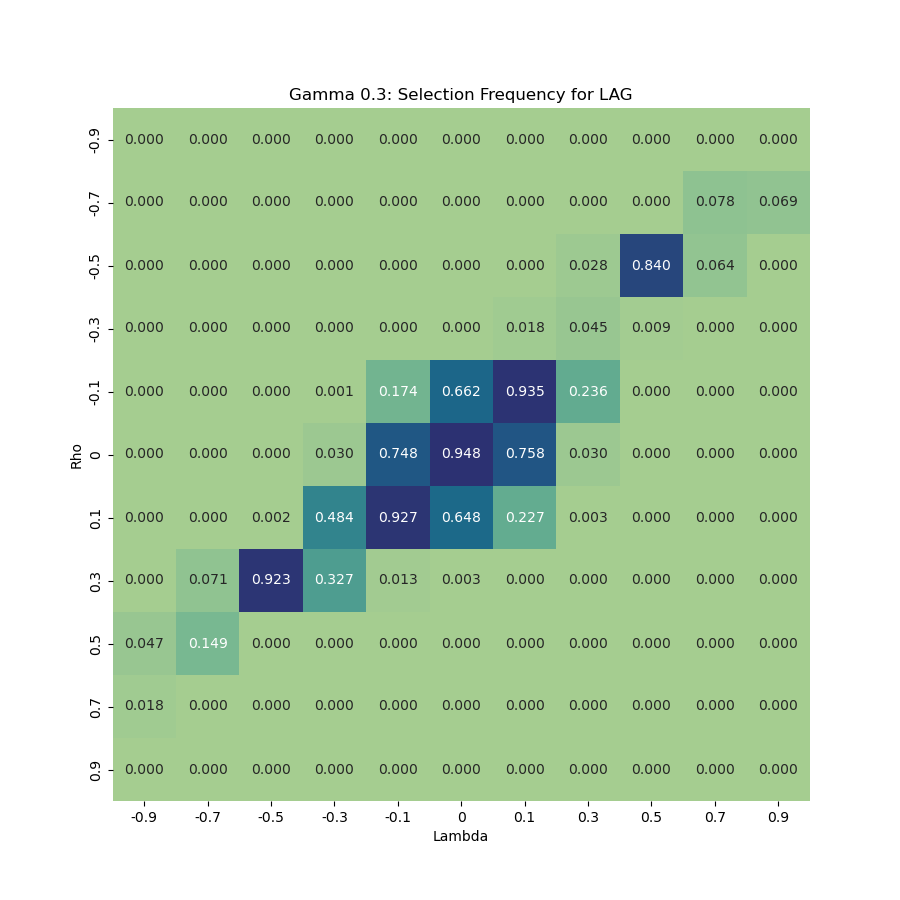 Gamma 0.3: Selection Frequency for LAG
-0.9 0.000 0.000 0.000 0.000 0.000 0.000 0.000 0.000 0.000 0.000 0.000
-0.7 0.000 0.000 0.000 0.000 0.000 0.000 0.000 0.000 0.000 0.078 0.069
-0.5 0.000 0.000 0.000 0.000 0.000 0.000 0.000 0.028 0.840 0.064 0.000
-0.3 0.000 0.000 0.000 0.000 0.000 0.000 0.018 0.045 0.009 0.000 0.000
-0.1 0.000 0.000 0.000 0.001 0.174 0.662 0.935 0.236 0.000 0.000 0.000
Rho
0 0.000 0.000 0.000 0.030 0.748 0.948 0.758 0.030 0.000 0.000 0.000
0.1 0.000 0.000 0.002 0.484 0.927 0.648 0.227 0.003 0.000 0.000 0.000
0.3 0.000 0.071 0.923 0.327 0.013 0.003 0.000 0.000 0.000 0.000 0.000
0.5 0.047 0.149 0.000 0.000 0.000 0.000 0.000 0.000 0.000 0.000 0.000
0.7 0.018 0.000 0.000 0.000 0.000 0.000 0.000 0.000 0.000 0.000 0.000
0.9 0.000 0.000 0.000 0.000 0.000 0.000 0.000 0.000 0.000 0.000 0.000
-0.9 -0.7 -0.5 -0.3 -0.1 0 0.1 0.3 0.5 0.7 0.9
Lambda